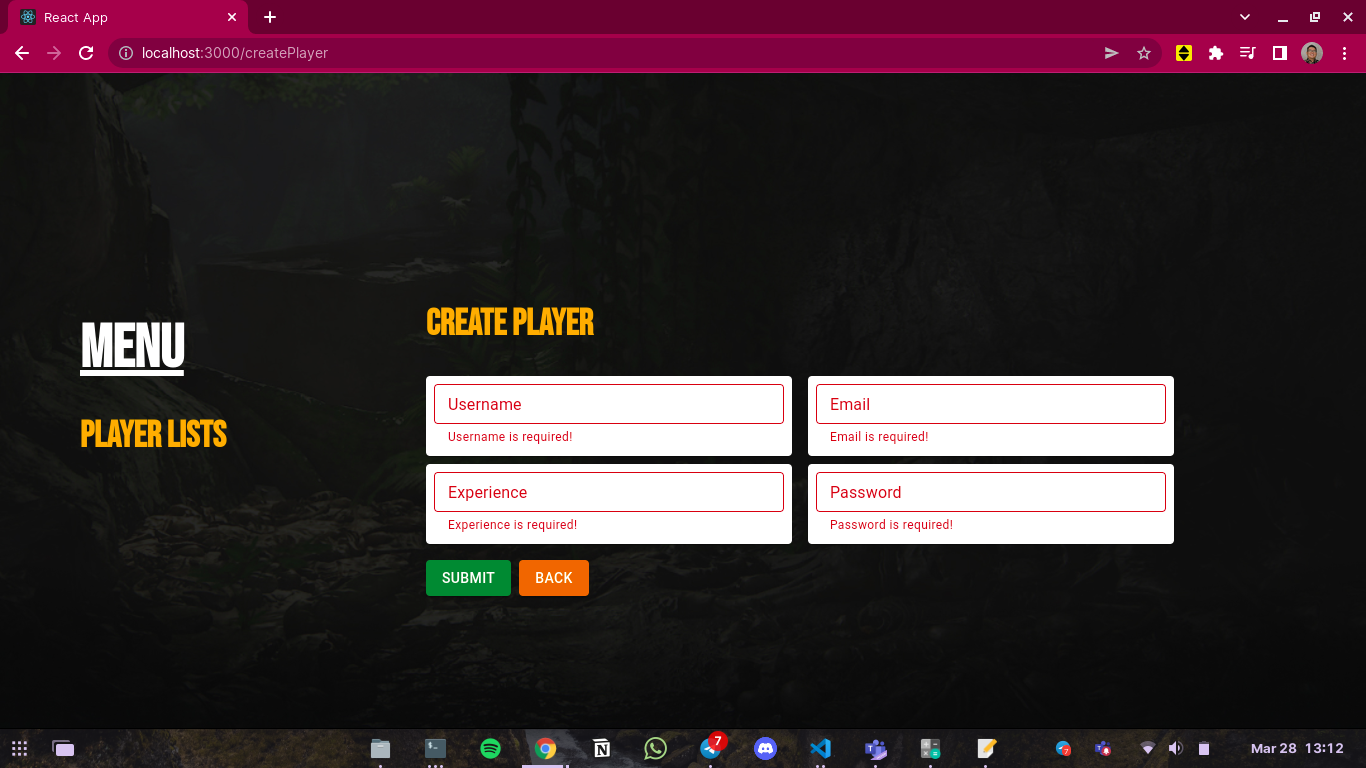 React App
localhost:3000/createPlayer
MENU
PLAYER LISTS
CREATE PLAYER
Username
Username is required!
Email
Email is required!
Experience
Experience is required!
Password
Password is required!
SUBMIT
BACK
7
7
Mar 28 13:12